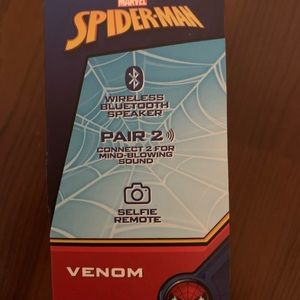 MARVEL
SPIDER-MAN
WIRELESS
BLUETOOTH
SPEAKER
PAIR 2
CONNECT 2 FOR
MIND-BLOWING
SOUND
SELFIE
REMOTE
VENOM